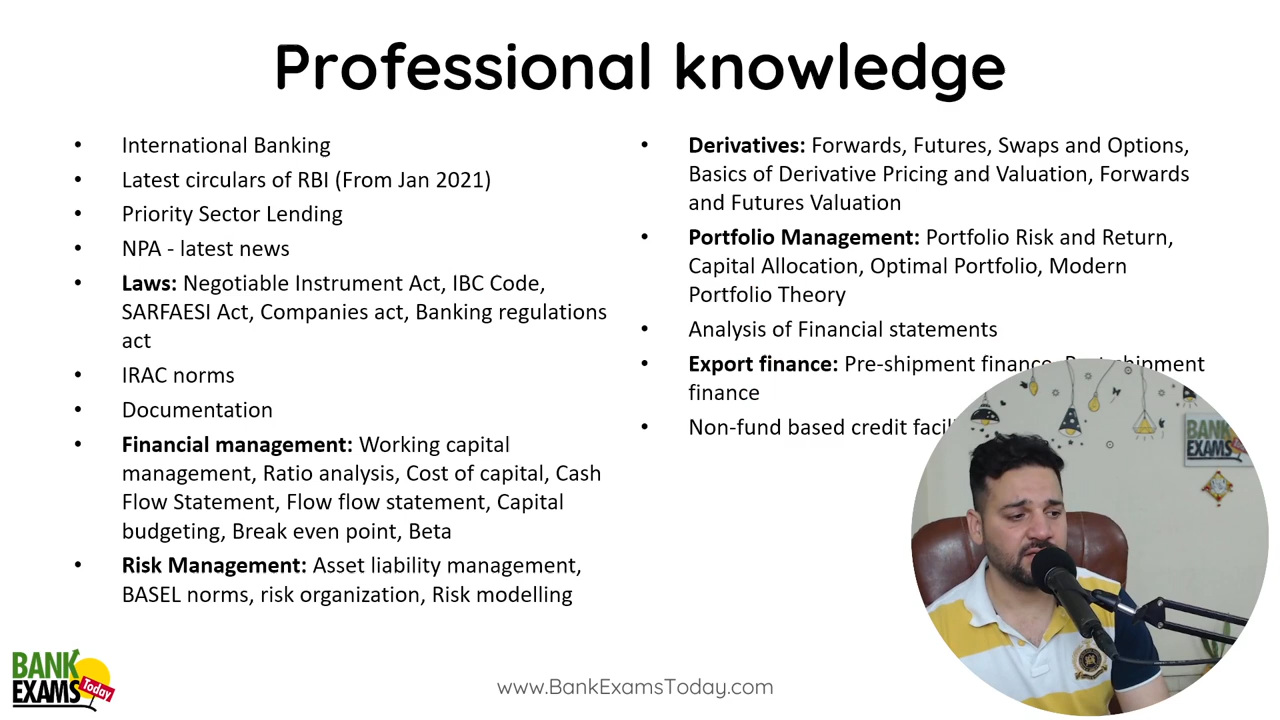 Professional knowledge
• International Banking
• Latest circulars of RBI (From Jan 2021)
• Priority Sector Lending
• NPA - latest news
• Laws: Negotiable Instrument Act, IBC Code,
SARFAESI Act, Companies act, Banking regulations
act
• IRAC norms
• Documentation
• Financial management: Working capital
management, Ratio analysis, Cost of capital, Cash
Flow Statement, Flow flow statement, Capital
budgeting, Break even point, Beta
• Risk Management: Asset liability management,
BASEL norms, risk organization, Risk modelling
• Derivatives: Forwards, Futures, Swaps and Options,
Basics of Derivative Pricing and Valuation, Forwards
and Futures Valuation
• Portfolio Management: Portfolio Risk and Return,
Capital Allocation, Optimal Portfolio, Modern
Portfolio Theory
• Analysis of Financial statements
• Export finance: Pre-shipment finance, Post shipment
finance
• Non-fund based credit
BANK
EXAMS
BANK
EXAMS
Today
www.BankExamsToday.com